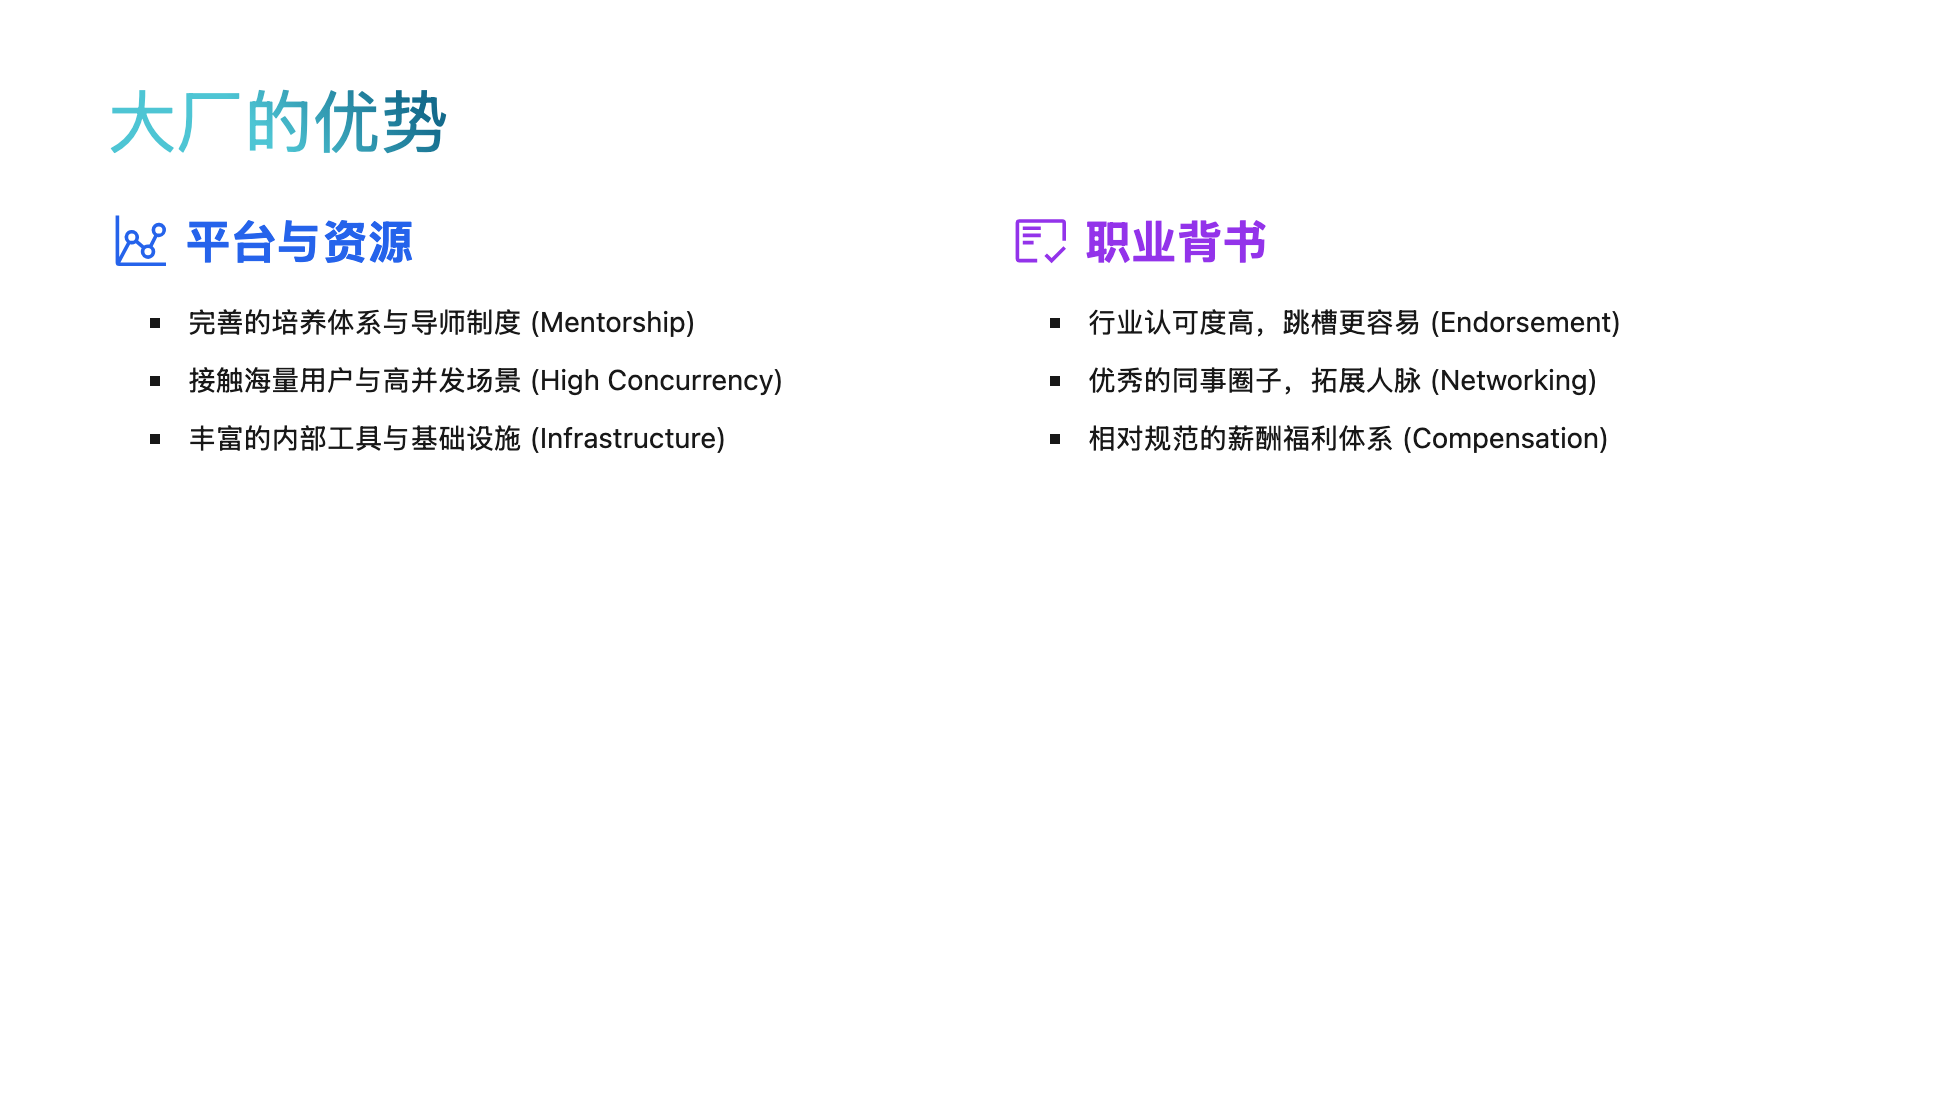 大厂的优势
平台与资源
完善的培养体系与导师制度 (Mentorship)
接触海量用户与高并发场景 (High Concurrency)
丰富的内部工具与基础设施 (Infrastructure)
职业背书
行业认可度高，跳槽更容易 (Endorsement)
优秀的同事圈子，拓展人脉 (Networking)
相对规范的薪酬福利体系 (Compensation)